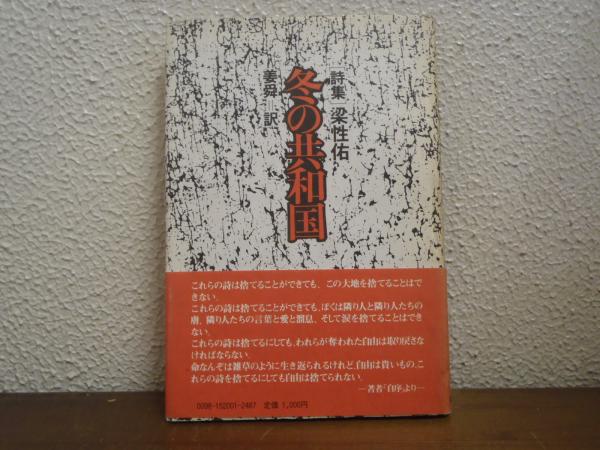 詩集 梁性佑
冬の共和国
姜舜 訳
これらの詩は捨てることができても、この大地を捨てることはで
きない。
これらの詩は捨てることができても、ぼくは隣り人と隣り人たちの
膚、隣り人たちの言葉と愛と溜息、そして涙を捨てることはでき
ない。
これらの詩は捨てるにしても、われらが奪われた自由は取り戻さな
ければならない。
命なんぞは雑草のように生き返られるけれど、自由は貴いもの、こ
れらの詩を捨てるにしても自由は捨てられない。
—著者「自序」より—
0098-152001-2487 定価 1,000円